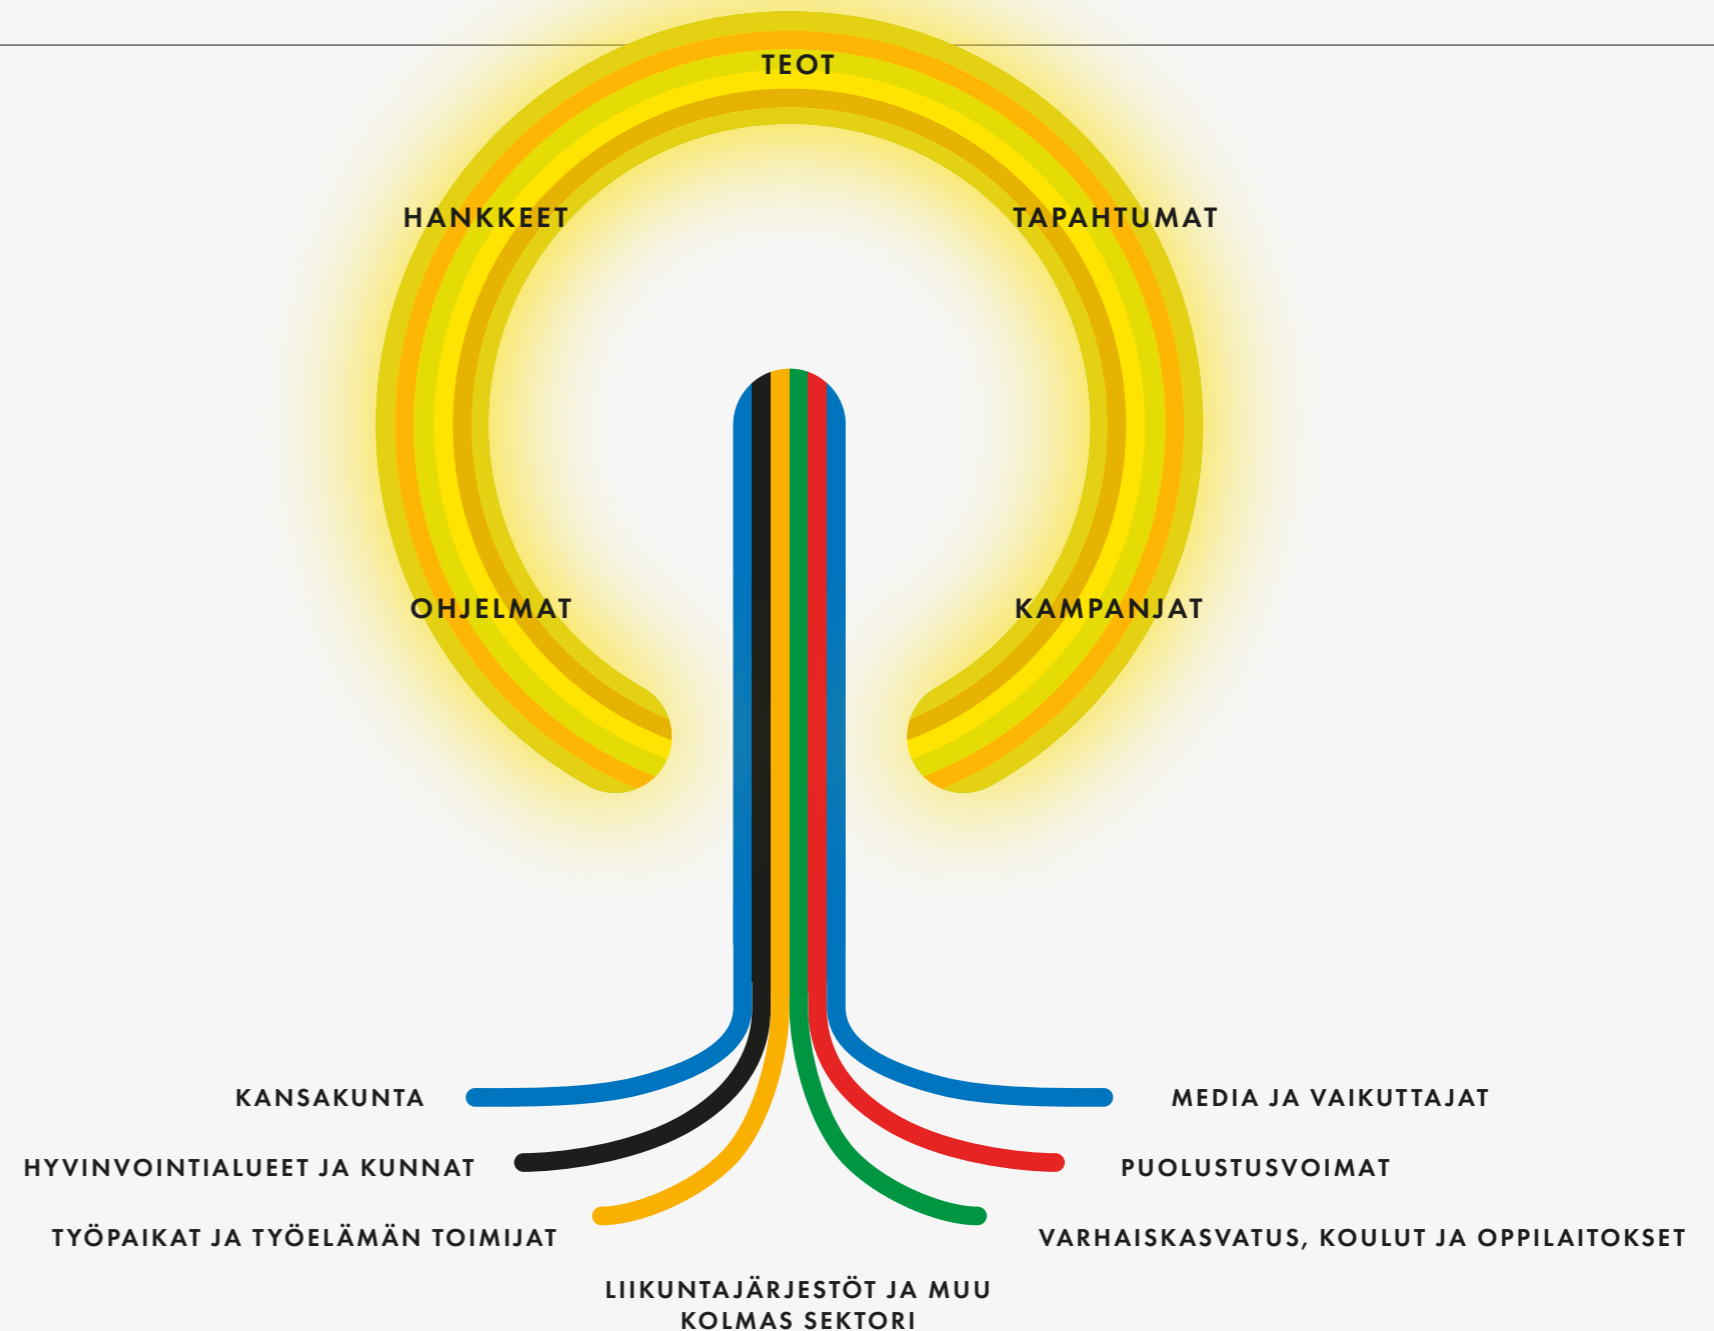 TEOT
HANKKEET
TAPAHTUMAT
OHJELMAT
KAMPANJAT
KANSAKUNTA
MEDIA JA VAIKUTTAJAT
HYVINVOINTIALUEET JA KUNNAT
PUOLUSTUSVOIMAT
TYÖPAIKAT JA TYÖELÄMÄN TOIMIJAT
VARHAISKASVATUS, KOULUT JA OPPILAITOKSET
LIIKUNTAJÄRJESTÖT JA MUU
KOLMAS SEKTORI